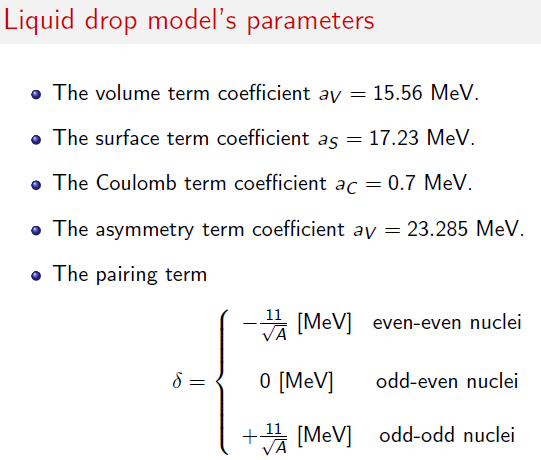 Liquid drop model's parameters
The volume term coefficient a_V = 15.56 MeV.
The surface term coefficient a_S = 17.23 MeV.
The Coulomb term coefficient a_C = 0.7 MeV.
The asymmetry term coefficient a_V = 23.285 MeV.
The pairing term
−11/√A [MeV] even-even nuclei
δ = { 0 [MeV] odd-even nuclei
+11/√A [MeV] odd-odd nuclei